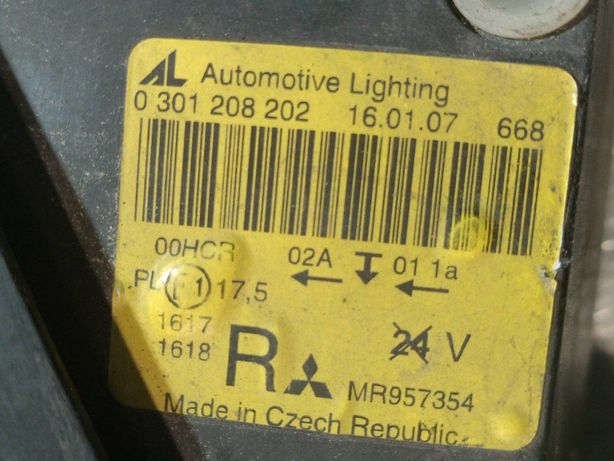 AL Automotive Lighting
0 301 208 202 16.01.07 668
00HCR 02A 01 1a
PL E1 17,5
1617
1618
R 24 V
MR957354
Made in Czech Republic